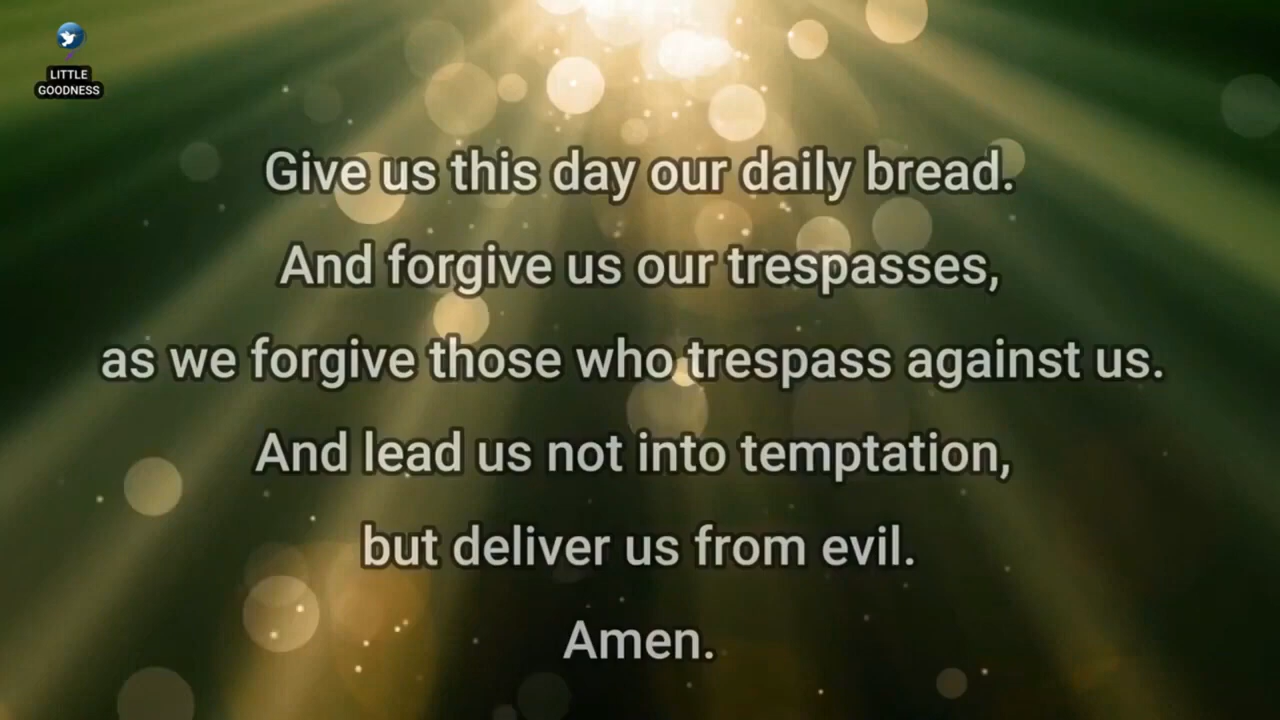 LITTLE
GOODNESS
Give us this day our daily bread.
And forgive us our trespasses,
as we forgive those who trespass against us.
And lead us not into temptation,
but deliver us from evil.
Amen.